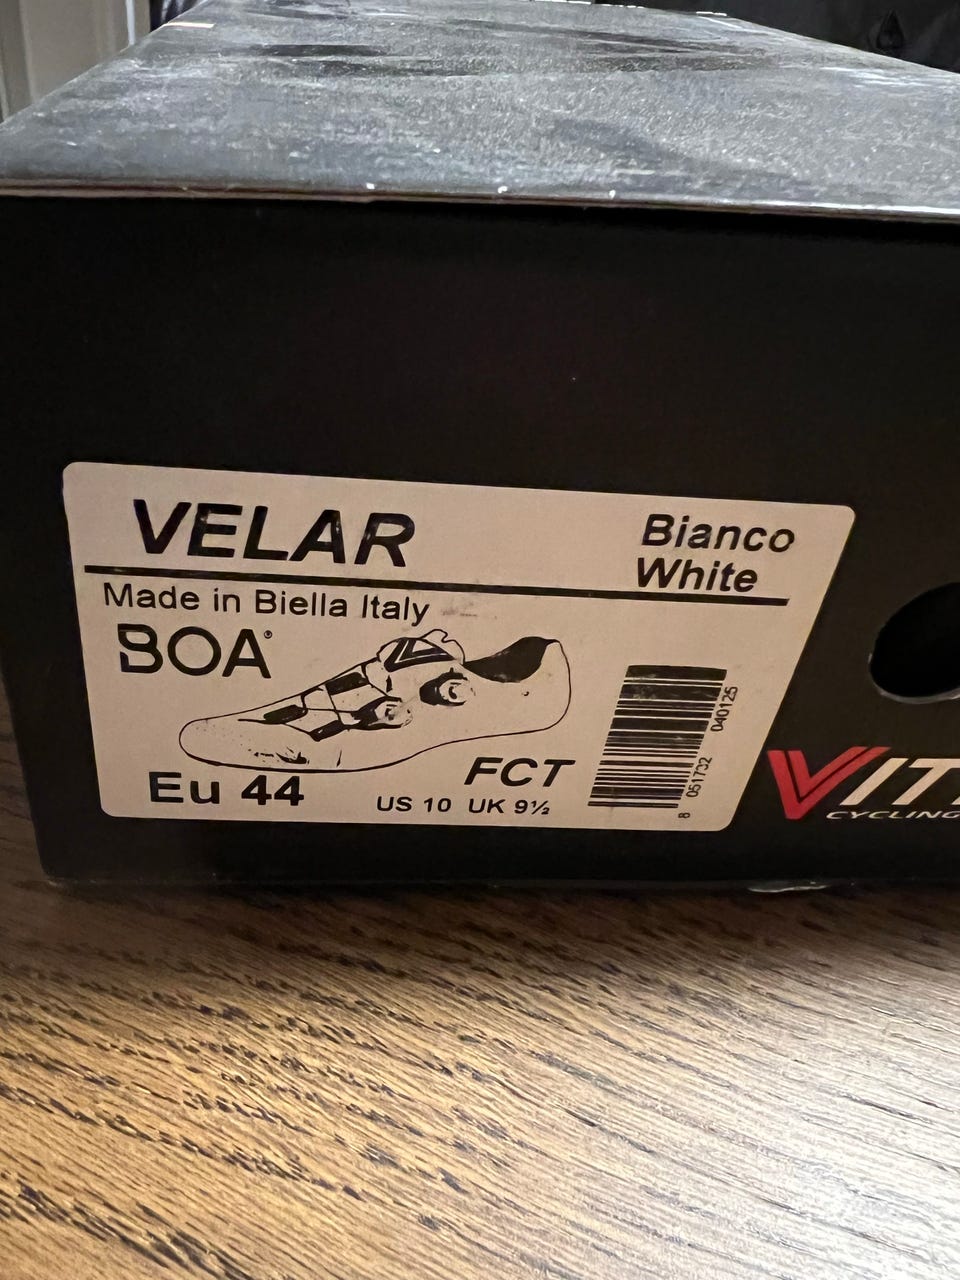 VELAR
Bianco
White
Made in Biella Italy
BOA®
FCT
Eu 44
US 10 UK 9½
8 051732 040125
CYCLING